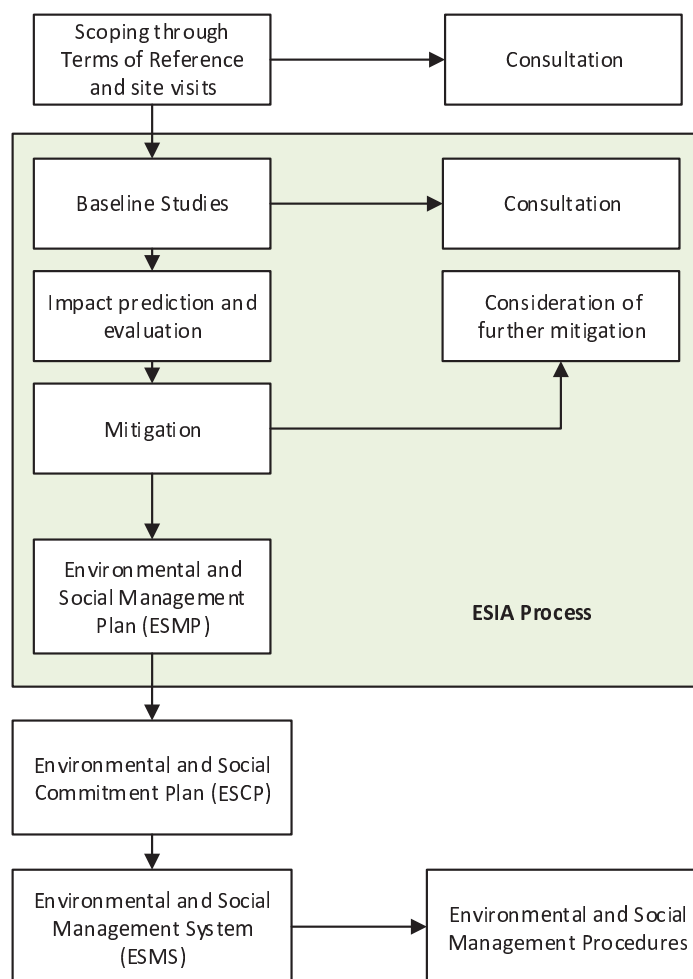 Scoping through
Terms of Reference
and site visits
Consultation
Baseline Studies
Consultation
Impact prediction and
evaluation
Consideration of
further mitigation
Mitigation
Environmental and
Social Management
Plan (ESMP)
ESIA Process
Environmental and Social
Commitment Plan (ESCP)
Environmental and Social
Management System
(ESMS)
Environmental and Social
Management Procedures